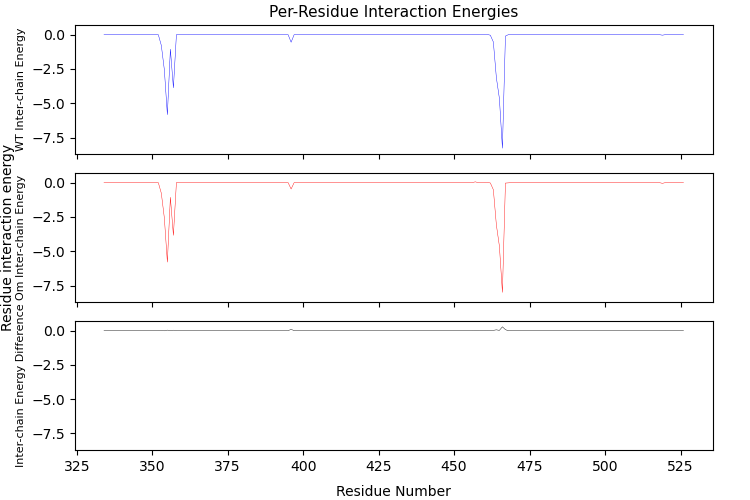 Per-Residue Interaction Energies
WT Inter-chain Energy
0.0
−2.5
−5.0
−7.5
Residue interaction energy
Om Inter-chain Energy
0.0
−2.5
−5.0
−7.5
Inter-chain Energy Difference
0.0
−2.5
−5.0
−7.5
325 350 375 400 425 450 475 500 525
Residue Number